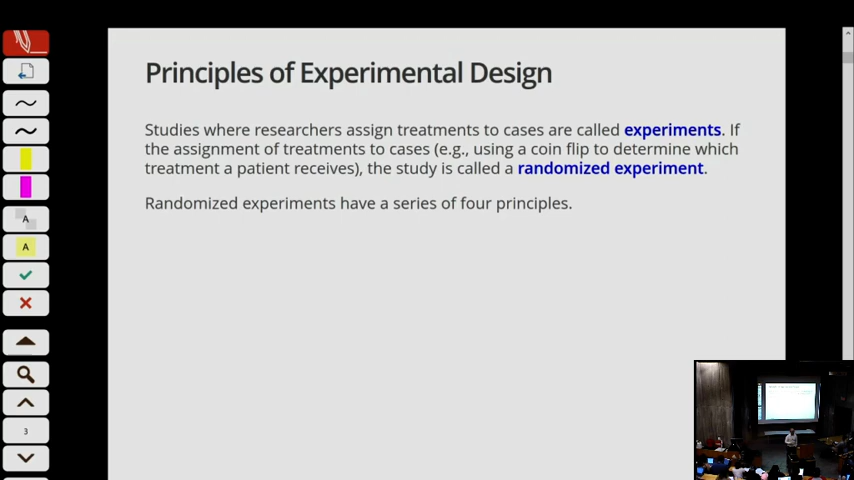 Principles of Experimental Design
Studies where researchers assign treatments to cases are called experiments. If
the assignment of treatments to cases (e.g., using a coin flip to determine which
treatment a patient receives), the study is called a randomized experiment.
Randomized experiments have a series of four principles.
A
A
3